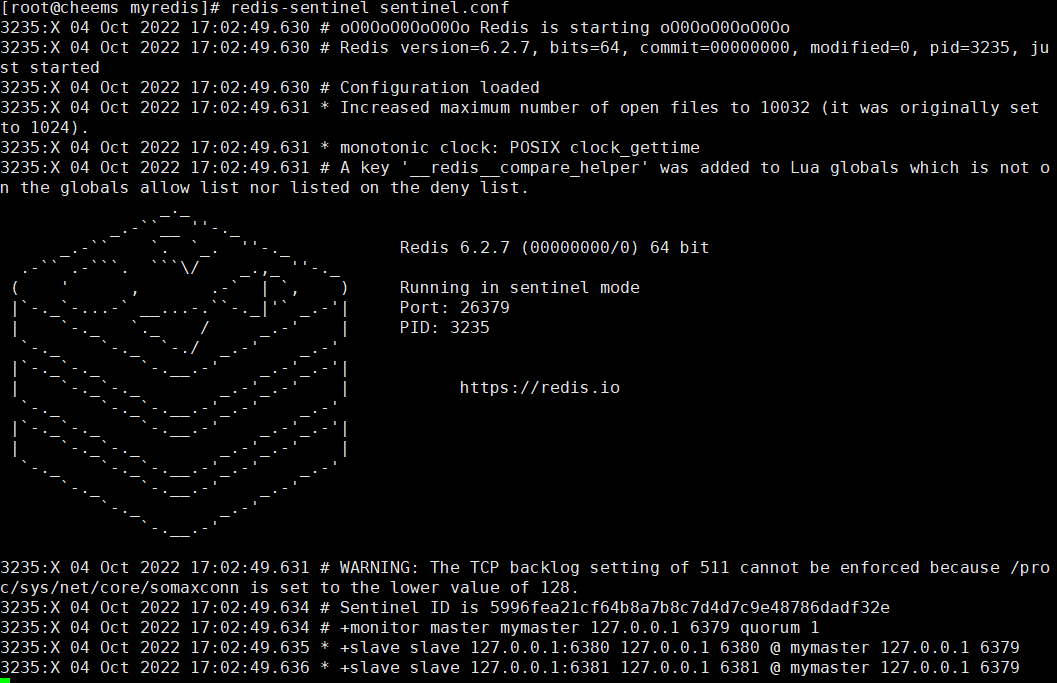 [root@cheems myredis]# redis-sentinel sentinel.conf
3235:X 04 Oct 2022 17:02:49.630 # oO0OoO0OoO0Oo Redis is starting oO0OoO0OoO0Oo
3235:X 04 Oct 2022 17:02:49.630 # Redis version=6.2.7, bits=64, commit=00000000, modified=0, pid=3235, ju
st started
3235:X 04 Oct 2022 17:02:49.630 # Configuration loaded
3235:X 04 Oct 2022 17:02:49.631 * Increased maximum number of open files to 10032 (it was originally set
to 1024).
3235:X 04 Oct 2022 17:02:49.631 * monotonic clock: POSIX clock_gettime
3235:X 04 Oct 2022 17:02:49.631 # A key '__redis__compare_helper' was added to Lua globals which is not o
n the globals allow list nor listed on the deny list.
Redis 6.2.7 (00000000/0) 64 bit
Running in sentinel mode
Port: 26379
PID: 3235
https://redis.io
3235:X 04 Oct 2022 17:02:49.631 # WARNING: The TCP backlog setting of 511 cannot be enforced because /pro
c/sys/net/core/somaxconn is set to the lower value of 128.
3235:X 04 Oct 2022 17:02:49.634 # Sentinel ID is 5996fea21cf64b8a7b8c7d4d7c9e48786dadf32e
3235:X 04 Oct 2022 17:02:49.634 # +monitor master mymaster 127.0.0.1 6379 quorum 1
3235:X 04 Oct 2022 17:02:49.635 * +slave slave 127.0.0.1:6380 127.0.0.1 6380 @ mymaster 127.0.0.1 6379
3235:X 04 Oct 2022 17:02:49.636 * +slave slave 127.0.0.1:6381 127.0.0.1 6381 @ mymaster 127.0.0.1 6379